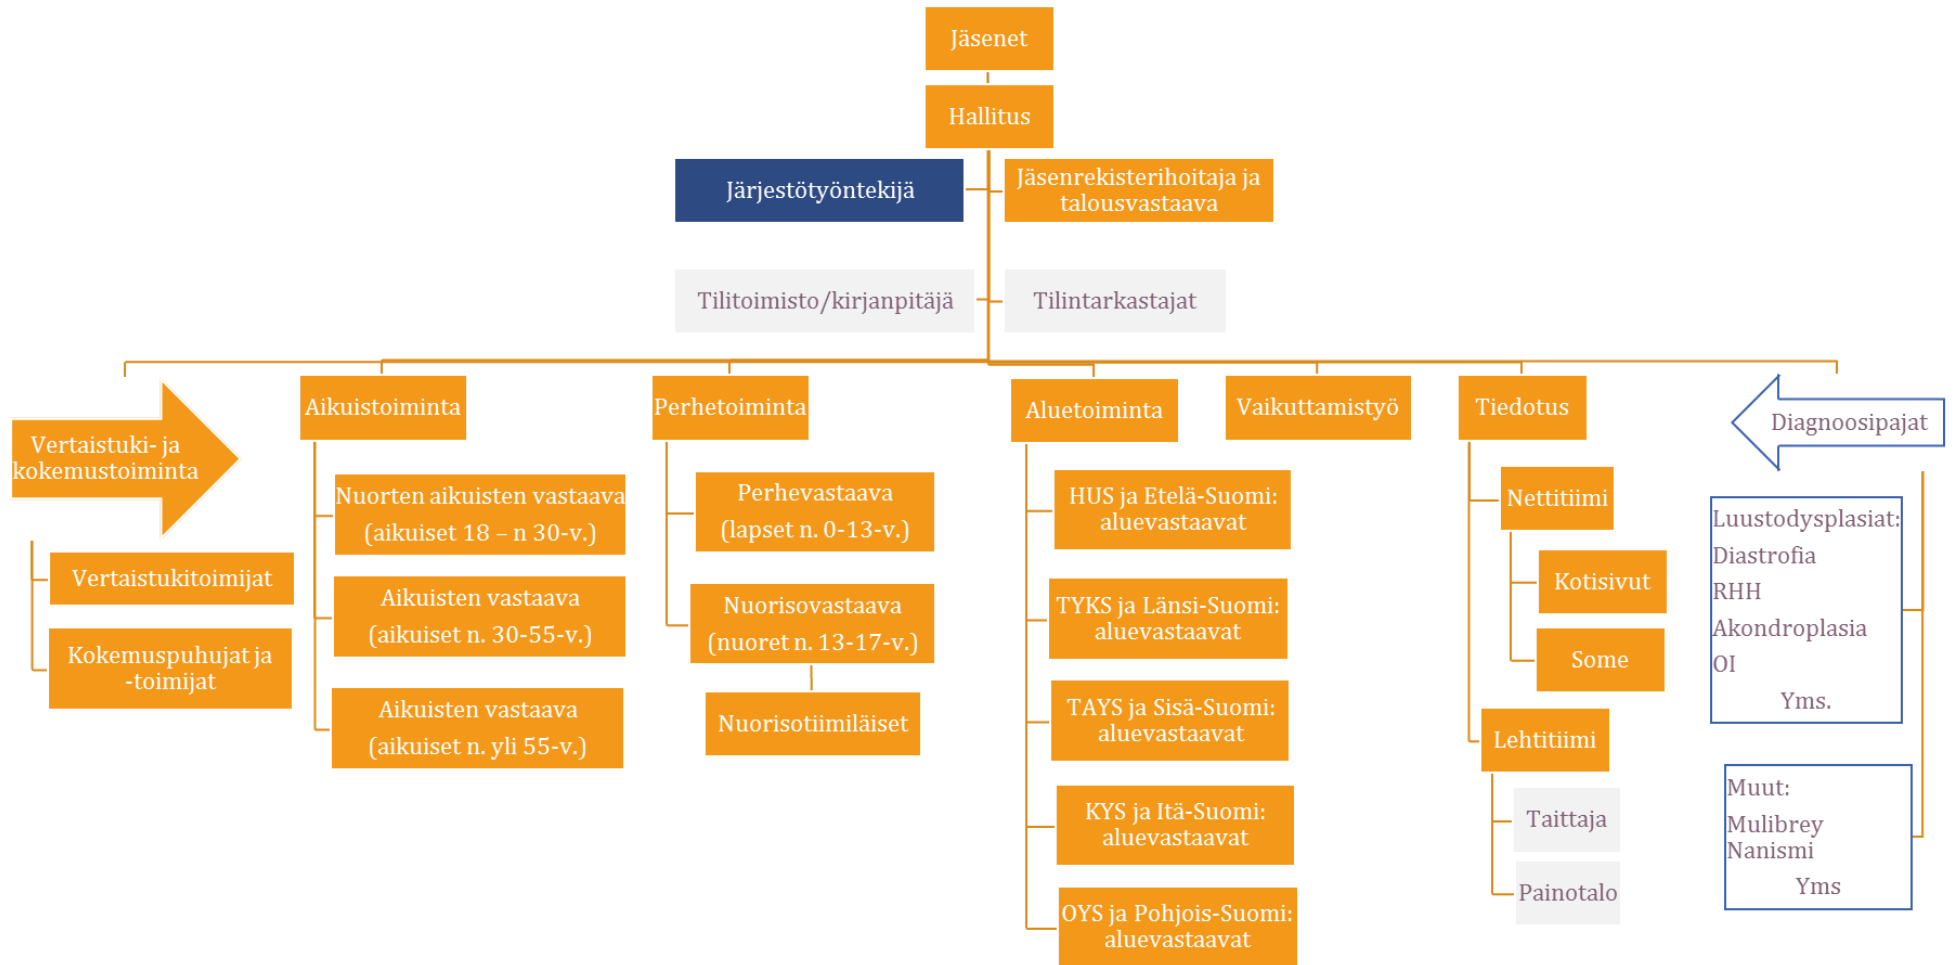 Jäsenet
Hallitus
Järjestötyöntekijä
Jäsenrekisterihoitaja ja
talousvastaava
Tilitoimisto/kirjanpitäjä
Tilintarkastajat
Vertaistuki- ja
kokemustoiminta
Vertaistukitoimijat
Kokemuspuhujat ja
-toimijat
Aikuistoiminta
Nuorten aikuisten vastaava
(aikuiset 18 – n 30-v.)
Aikuisten vastaava
(aikuiset n. 30-55-v.)
Aikuisten vastaava
(aikuiset n. yli 55-v.)
Perhetoiminta
Perhevastaava
(lapset n. 0-13-v.)
Nuorisovastaava
(nuoret n. 13-17-v.)
Nuorisotiimiläiset
Aluetoiminta
HUS ja Etelä-Suomi:
aluevastaavat
TYKS ja Länsi-Suomi:
aluevastaavat
TAYS ja Sisä-Suomi:
aluevastaavat
KYS ja Itä-Suomi:
aluevastaavat
OYS ja Pohjois-Suomi:
aluevastaavat
Vaikuttamistyö
Tiedotus
Nettitiimi
Kotisivut
Some
Lehtitiimi
Taittaja
Painotalo
Diagnoosipajat
Luustodysplasiat:
Diastrofia
RHH
Akondroplasia
OI
Yms.
Muut:
Mulibrey
Nanismi
Yms